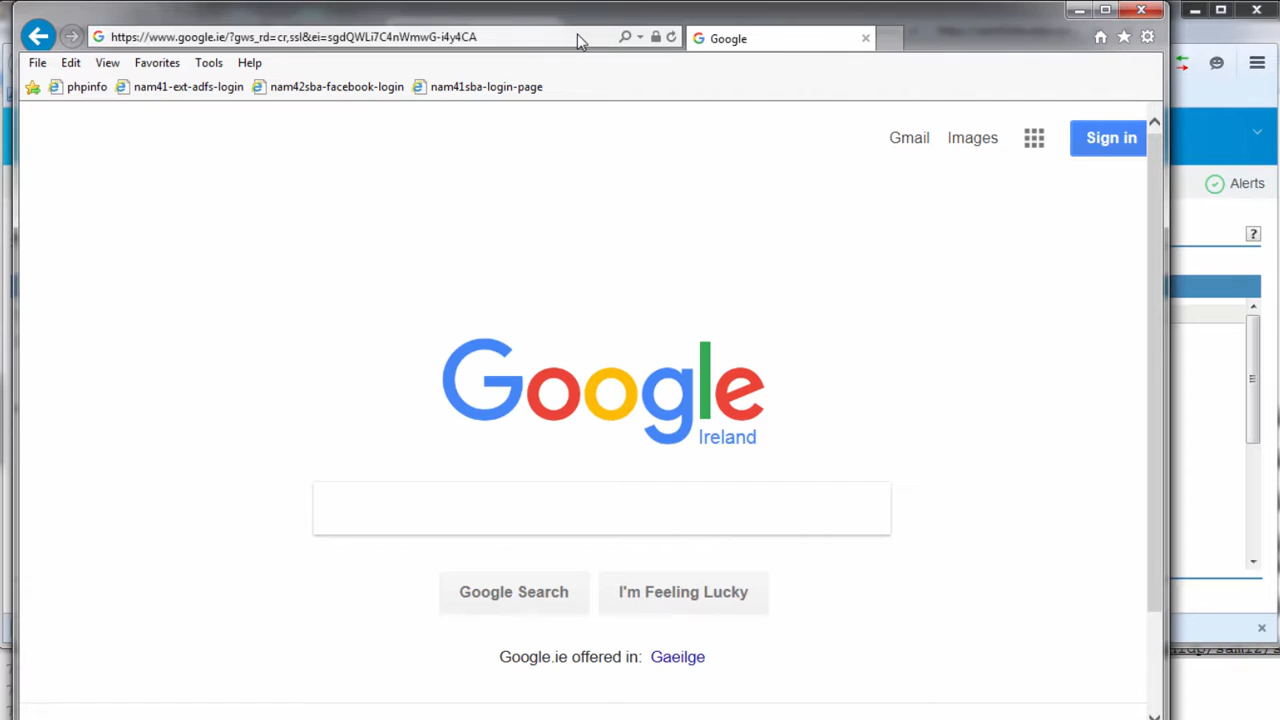 https://www.google.ie/?gws_rd=cr,ssl&ei=sgdQWLi7C4nWmwG-i4y4CA
Google
File Edit View Favorites Tools Help
phpinfo nam41-ext-adfs-login nam42sba-facebook-login nam41sba-login-page
Gmail Images Sign in
Alerts
?
Google
Ireland
Google Search I'm Feeling Lucky
Google.ie offered in: Gaeilge